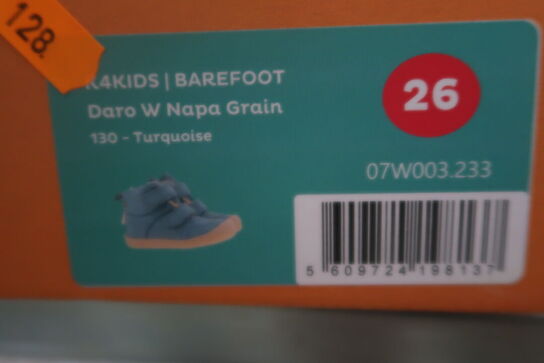 128.
K4KIDS | BAREFOOT
Daro W Napa Grain
130 - Turquoise
26
07W003.233
5 609724 198137